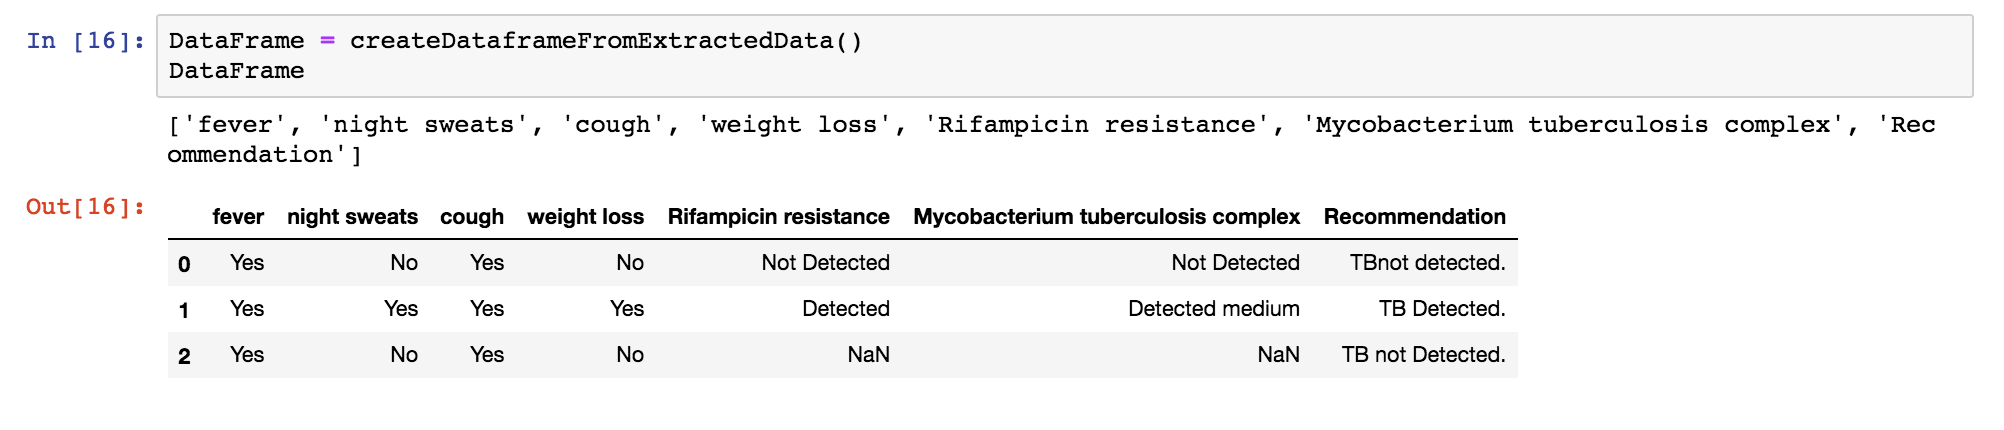 In [16]: DataFrame = createDataframeFromExtractedData()
DataFrame
['fever', 'night sweats', 'cough', 'weight loss', 'Rifampicin resistance', 'Mycobacterium tuberculosis complex', 'Rec
ommendation']
Out[16]:
fever night sweats cough weight loss Rifampicin resistance Mycobacterium tuberculosis complex Recommendation
0 Yes No Yes No Not Detected Not Detected TBnot detected.
1 Yes Yes Yes Yes Detected Detected medium TB Detected.
2 Yes No Yes No NaN NaN TB not Detected.